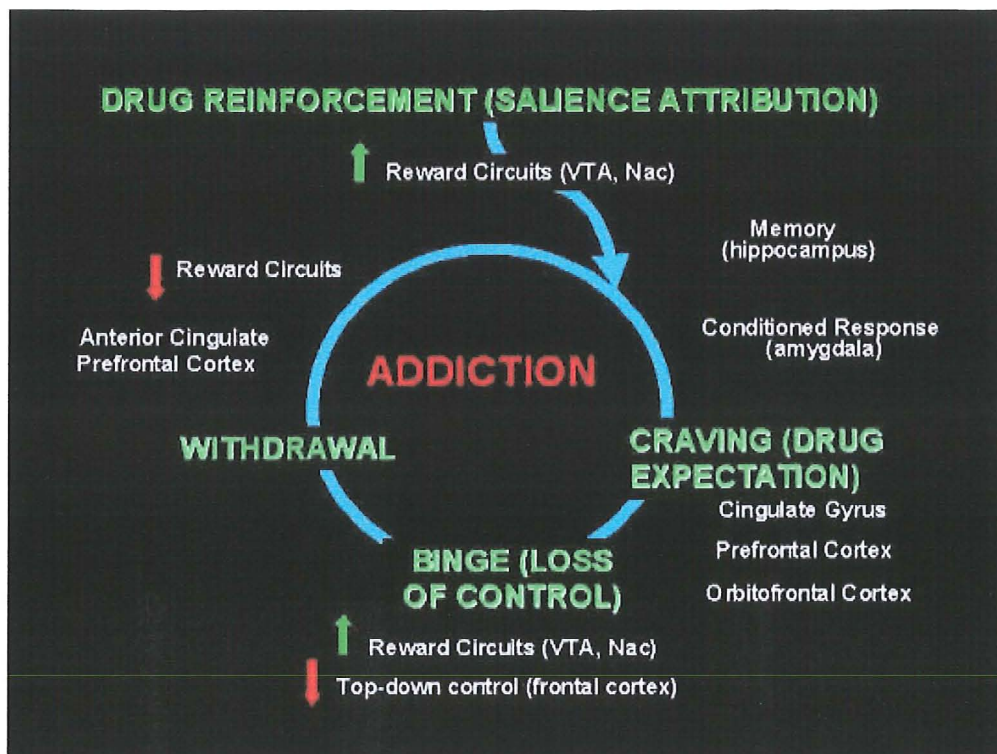 DRUG REINFORCEMENT (SALIENCE ATTRIBUTION)
Reward Circuits (VTA, Nac)
Memory
(hippocampus)
Reward Circuits
Anterior Cingulate
Prefrontal Cortex
Conditioned Response
(amygdala)
ADDICTION
WITHDRAWAL
CRAVING (DRUG
EXPECTATION)
Cingulate Gyrus
Prefrontal Cortex
Orbitofrontal Cortex
BINGE (LOSS
OF CONTROL)
Reward Circuits (VTA, Nac)
Top-down control (frontal cortex)